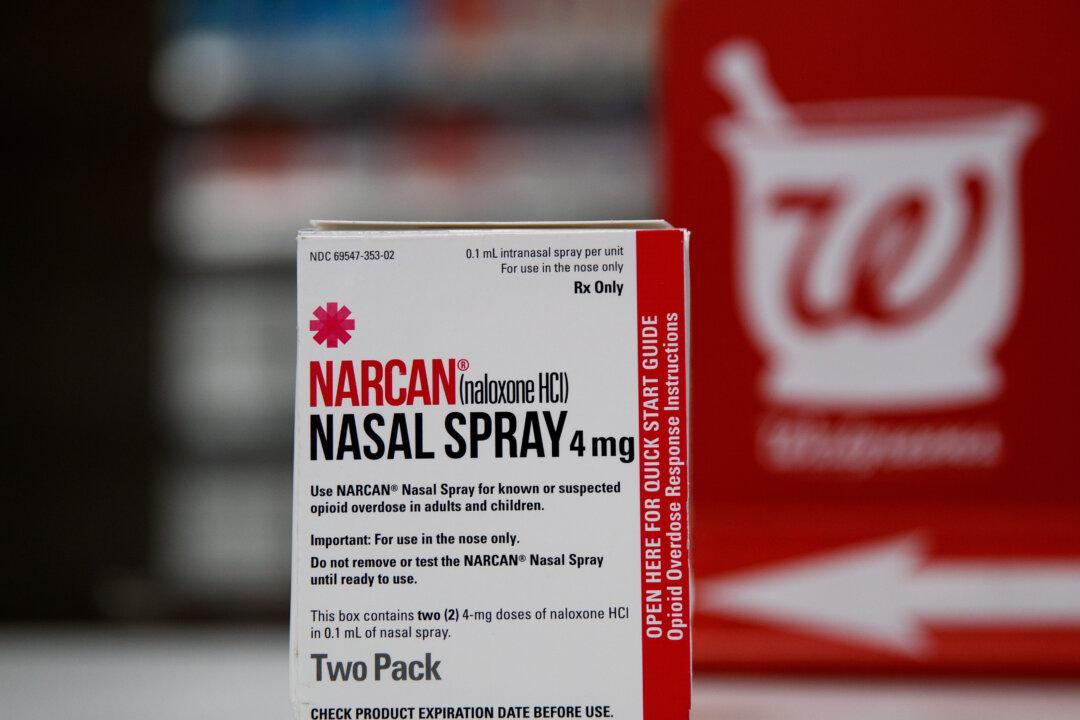 NDC 69547-353-02
0.1 mL intranasal spray per unit
For use in the nose only
Rx Only
NARCAN® (naloxone HCl)
NASAL SPRAY 4 mg
Use NARCAN® Nasal Spray for known or suspected
opioid overdose in adults and children.
Important: For use in the nose only.
Do not remove or test the NARCAN® Nasal Spray
until ready to use.
This box contains two (2) 4-mg doses of naloxone HCl
in 0.1 mL of nasal spray.
Two Pack
CHECK PRODUCT EXPIRATION DATE BEFORE USE.
OPEN HERE FOR QUICK START GUIDE
Opioid Overdose Response Instructions
W
Walgreens